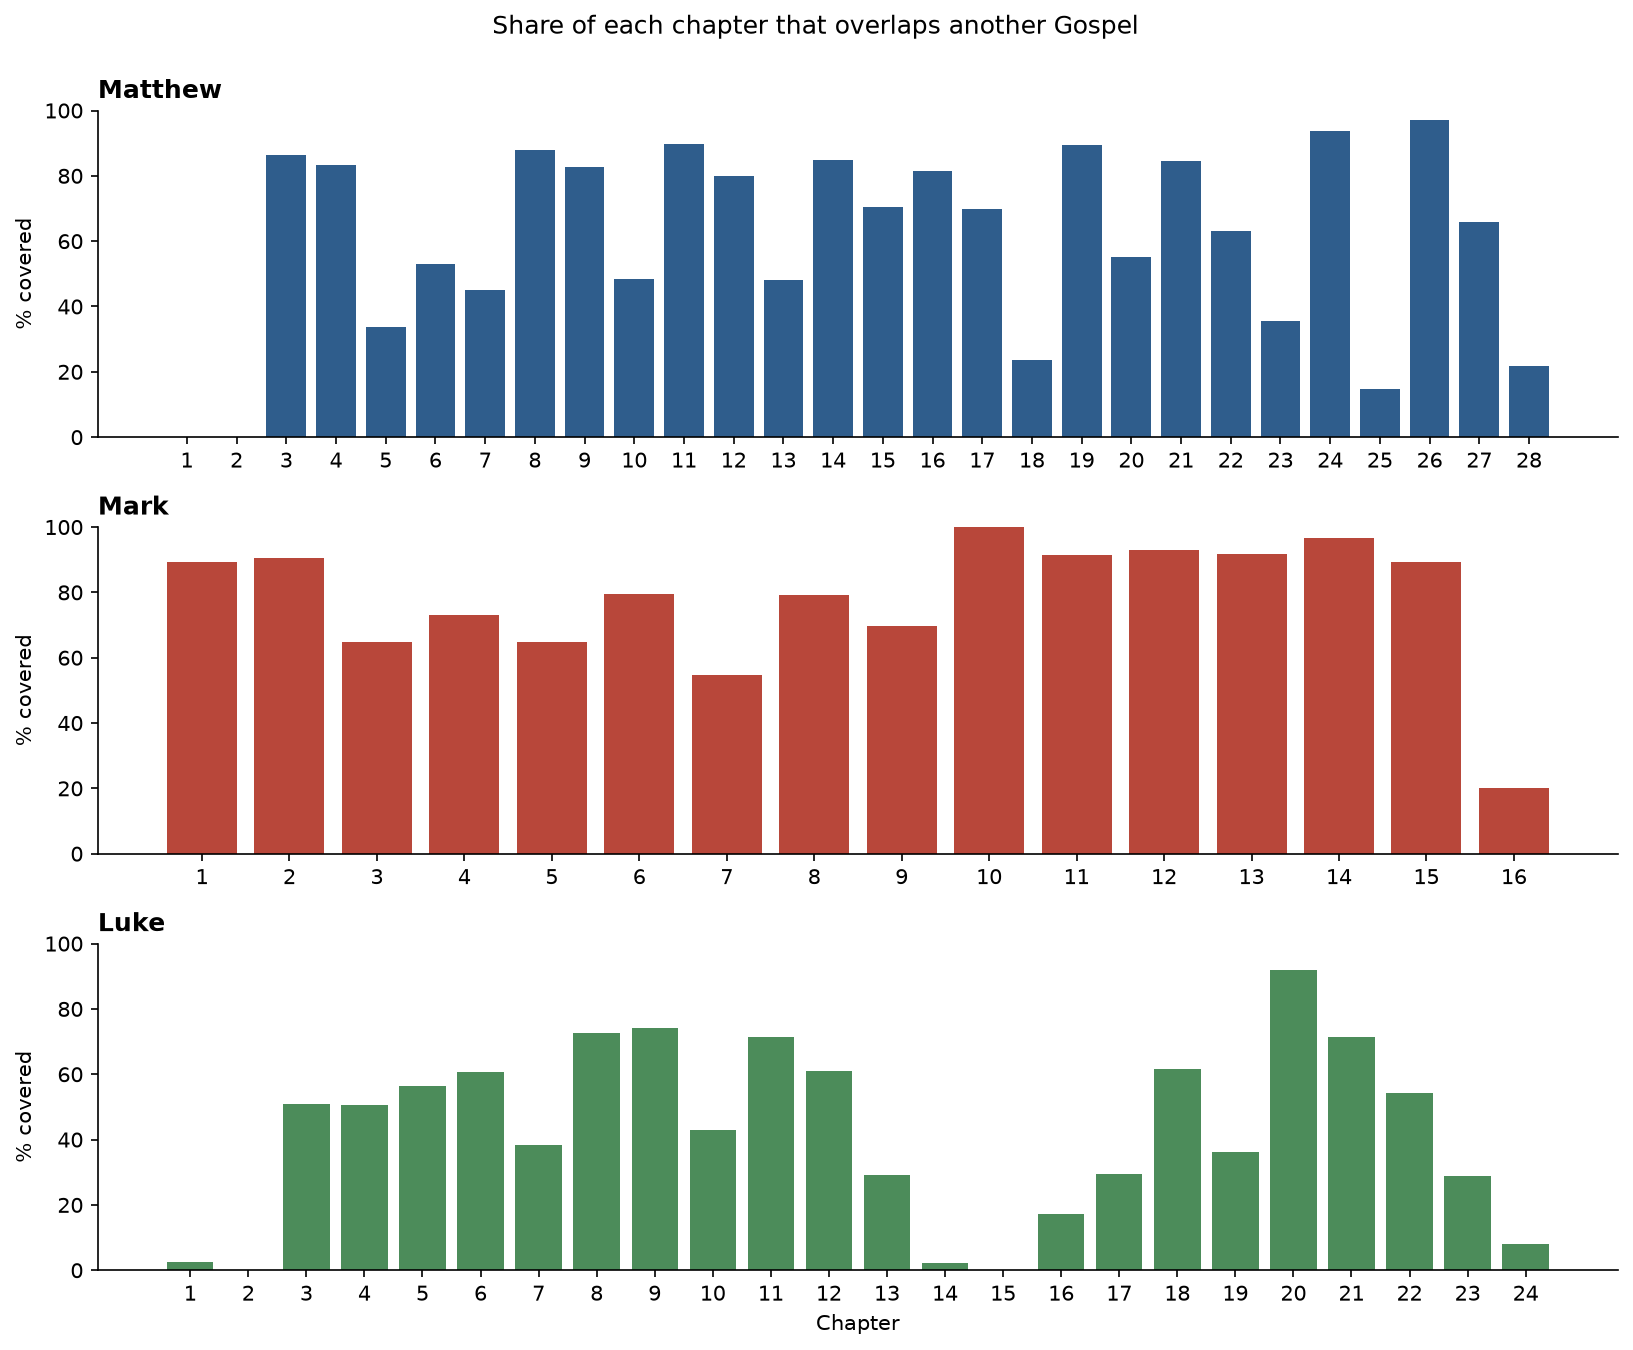 Share of each chapter that overlaps another Gospel
Matthew
% covered
100
80
60
40
20
0
1 2 3 4 5 6 7 8 9 10 11 12 13 14 15 16 17 18 19 20 21 22 23 24 25 26 27 28
Mark
% covered
100
80
60
40
20
0
1 2 3 4 5 6 7 8 9 10 11 12 13 14 15 16
Luke
% covered
100
80
60
40
20
0
1 2 3 4 5 6 7 8 9 10 11 12 13 14 15 16 17 18 19 20 21 22 23 24
Chapter